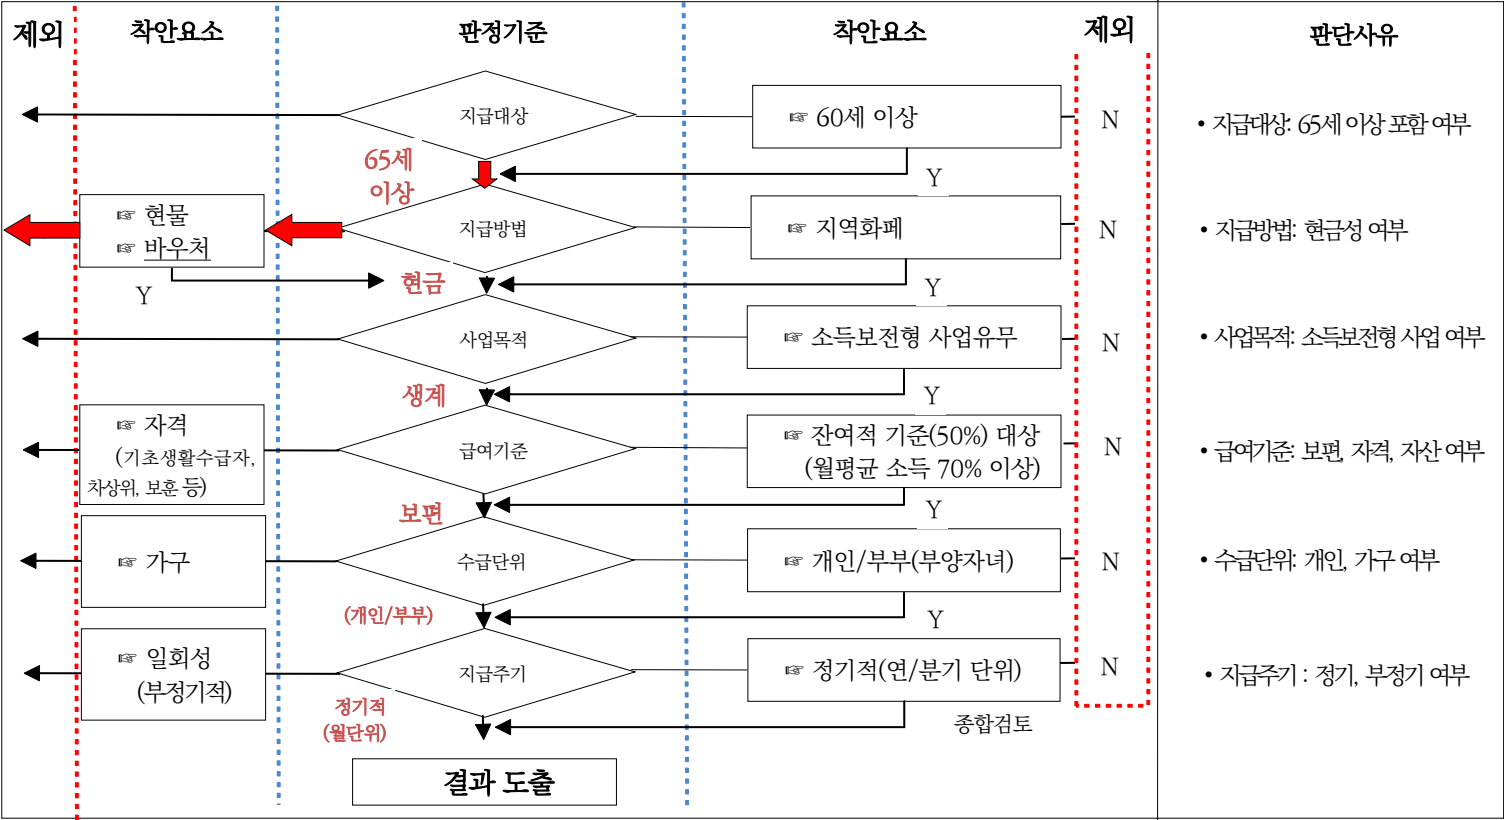 제외 착안요소 판정기준 착안요소 제외 판단사유
지급대상
☞ 60세 이상
N
• 지급대상: 65세 이상 포함 여부
65세
이상
Y
☞ 현물
☞ 바우처
지급방법
☞ 지역화폐
N
• 지급방법: 현금성 여부
Y
현금
Y
사업목적
☞ 소득보전형 사업유무
N
• 사업목적: 소득보전형 사업 여부
생계
Y
☞ 자격
(기초생활수급자,
차상위, 보훈 등)
급여기준
☞ 잔여적 기준(50%) 대상
(월평균 소득 70% 이상)
N
• 급여기준: 보편, 자격, 자산 여부
보편
Y
☞ 가구
수급단위
☞ 개인/부부(부양자녀)
N
• 수급단위: 개인, 가구 여부
(개인/부부)
Y
☞ 일회성
(부정기적)
지급주기
☞ 정기적(연/분기 단위)
N
• 지급주기 : 정기, 부정기 여부
정기적
(월단위)
종합검토
결과 도출